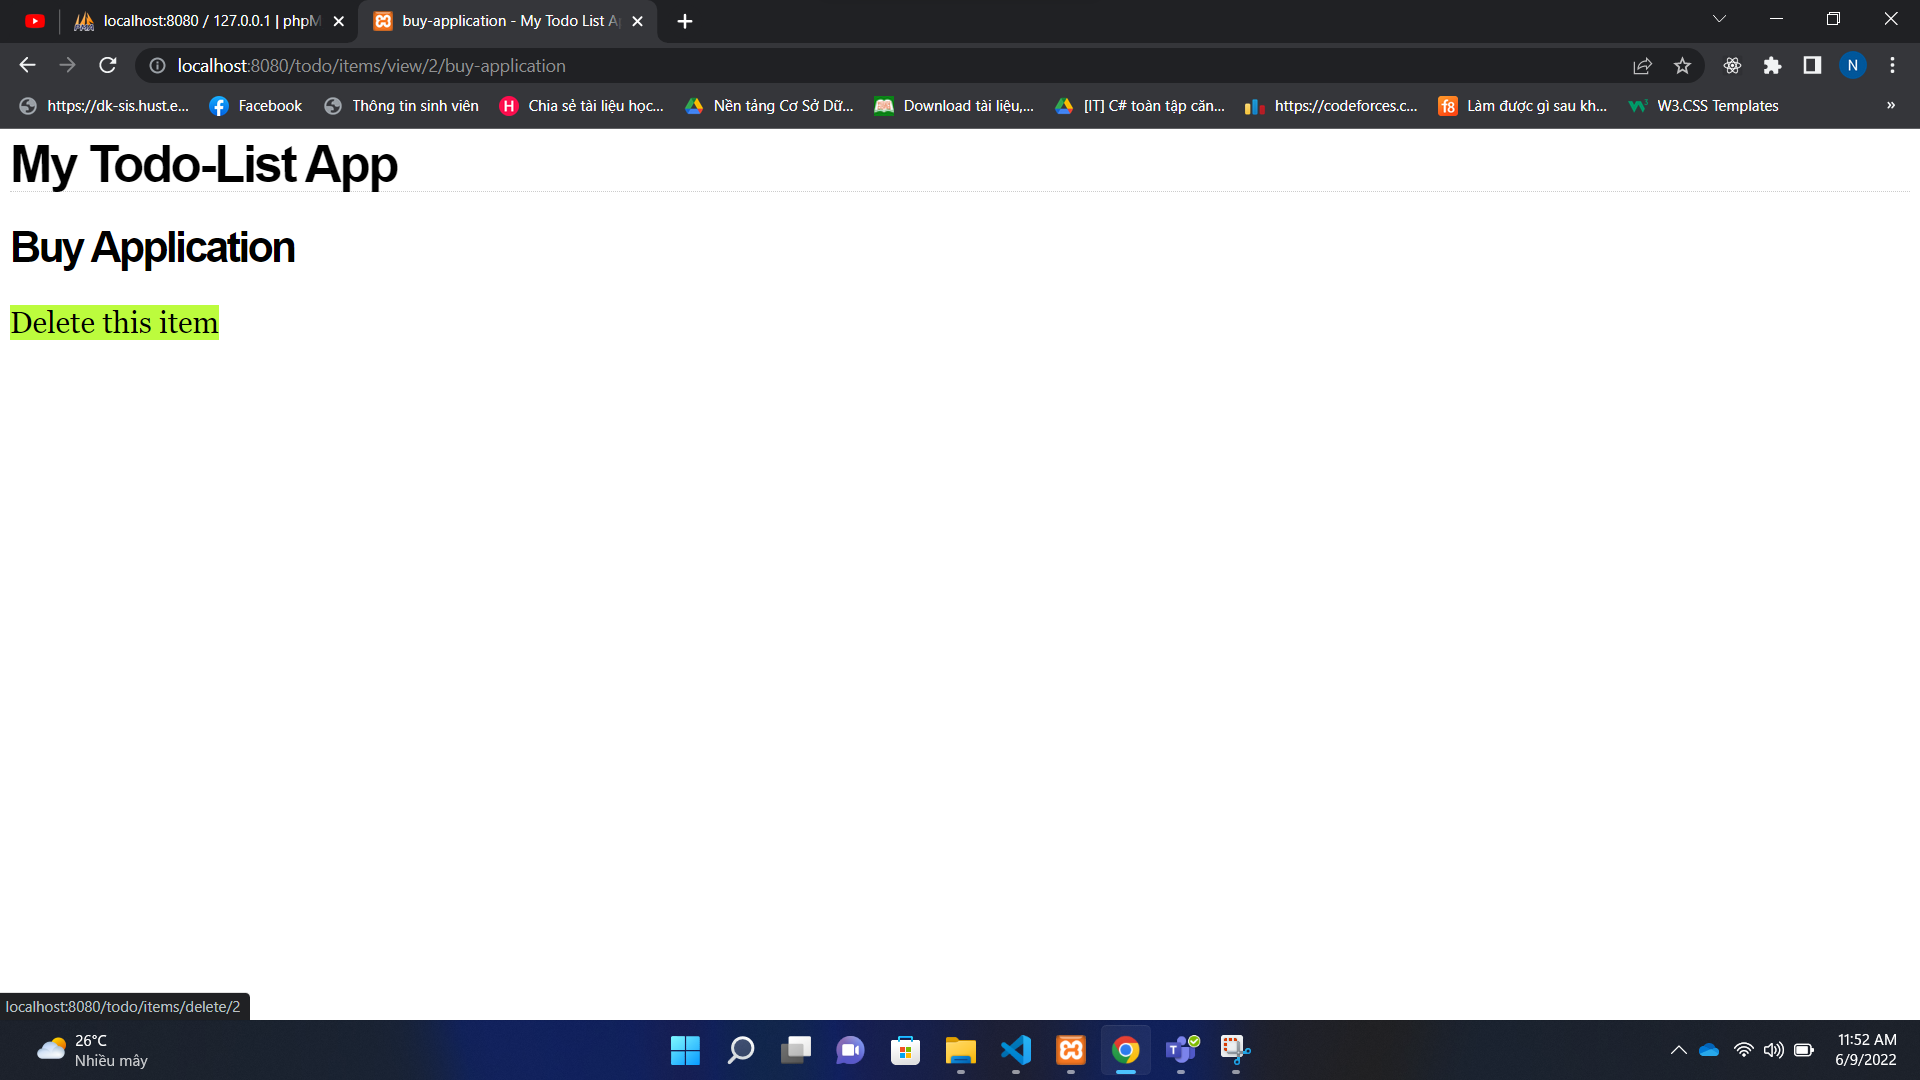 localhost:8080 / 127.0.0.1 | phpM
buy-application - My Todo List A
localhost:8080/todo/items/view/2/buy-application
N
https://dk-sis.hust.e...
Facebook
Thông tin sinh viên
H
Chia sẻ tài liệu học...
Nền tảng Cơ Sở Dữ...
Download tài liệu,...
[IT] C# toàn tập căn...
https://codeforces.c...
f8
Làm được gì sau kh...
W3.CSS Templates
»
My Todo-List App
Buy Application
Delete this item
localhost:8080/todo/items/delete/2
26°C
Nhiều mây
11:52 AM
6/9/2022